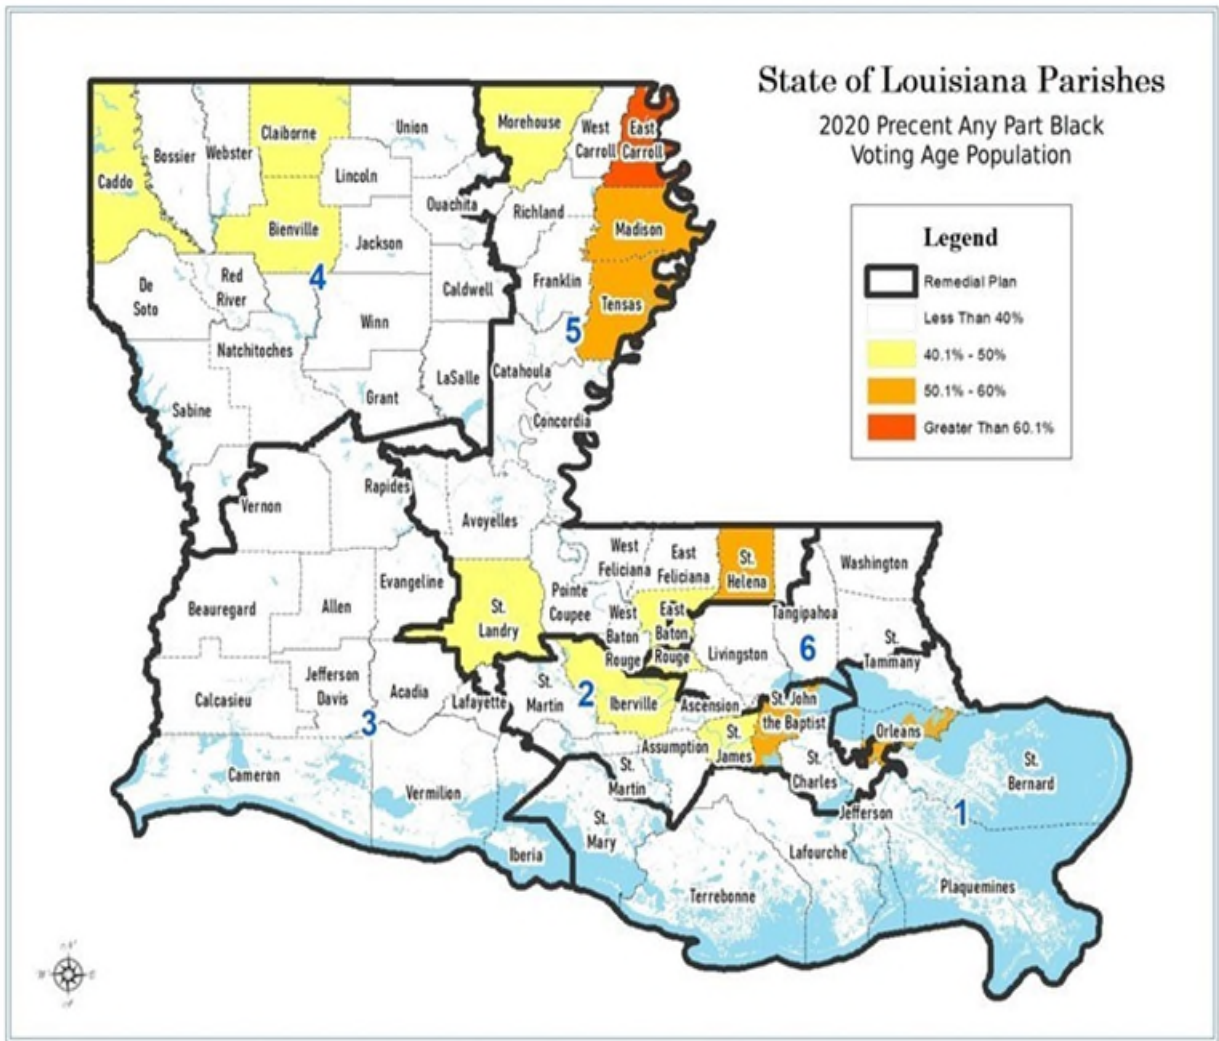 State of Louisiana Parishes
2020 Precent Any Part Black
Voting Age Population
Legend
Remedial Plan
Less Than 40%
40.1% - 50%
50.1% - 60%
Greater Than 60.1%
Caddo
Bossier
Webster
Claiborne
Union
Lincoln
Morehouse
West
Carroll
East
Carroll
Bienville
Jackson
Ouachita
Richland
Madison
De
Soto
Red
River
4
Caldwell
Franklin
Tensas
5
Winn
Natchitoches
Sabine
Grant
LaSalle
Catahoula
Concordia
Vernon
Rapides
Avoyelles
Evangeline
Beauregard
Allen
St.
Landry
Pointe
Coupee
West
Feliciana
East
Feliciana
St.
Helena
Washington
West
Baton
Rouge
East
Baton
Rouge
Livingston
Tangipahoa
6
St.
Tammany
Calcasieu
Jefferson
Davis
3
Acadia
Lafayette
St.
Martin
2
Iberville
Ascension
St. John
the Baptist
Orleans
Assumption
St.
James
St.
Charles
St.
Martin
St.
Bernard
Cameron
Vermilion
Iberia
St.
Mary
Jefferson
1
Lafourche
Terrebonne
Plaquemines
N
W